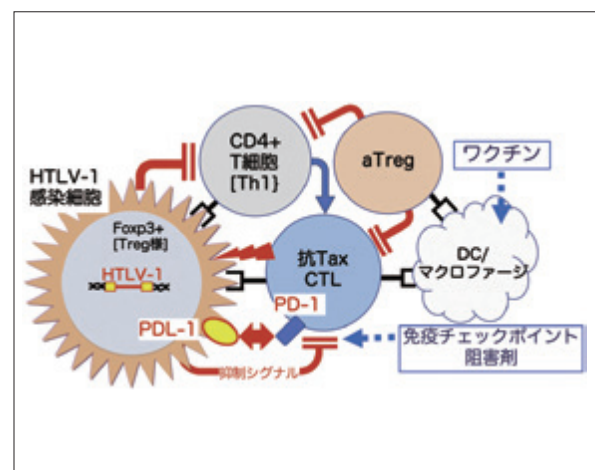 CD4+
T細胞
[Th1}
aTreg
ワクチン
HTLV-1
感染細胞
Foxp3+
[Treg様]
HTLV-1
抗Tax
CTL
DC/
マクロファージ
PD-1
PDL-1
免疫チェックポイント
阻害剤
抑制シグナル